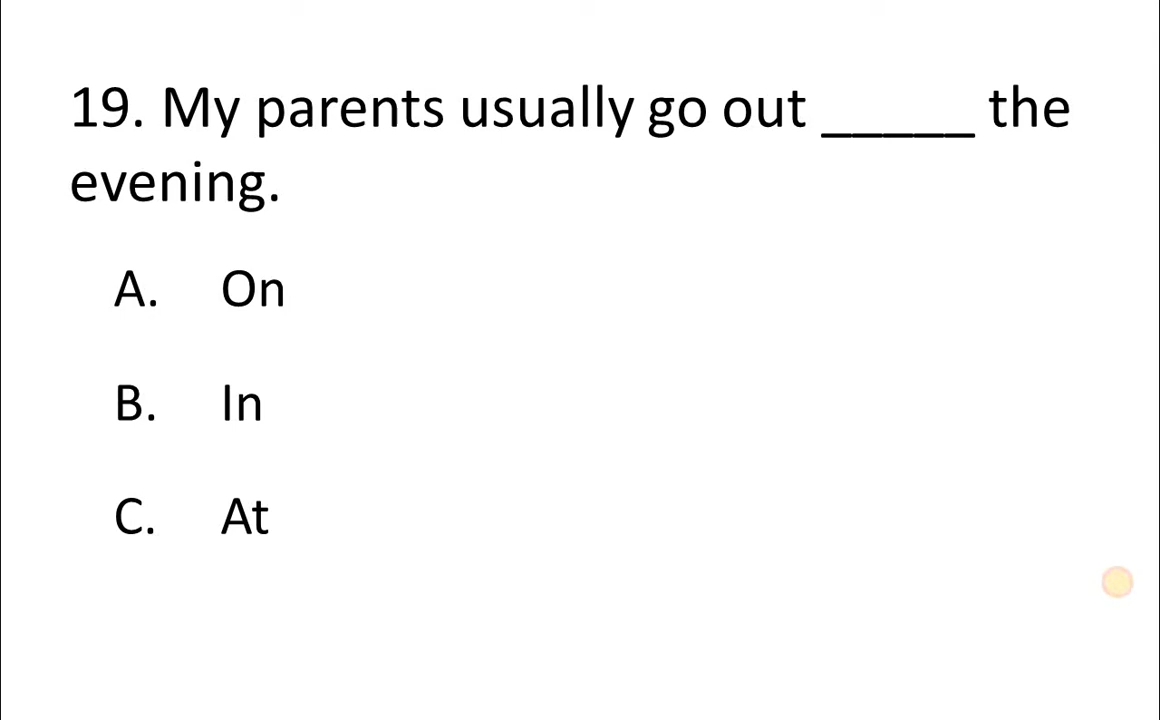 19. My parents usually go out _____ the
evening.
A. On
B. In
C. At